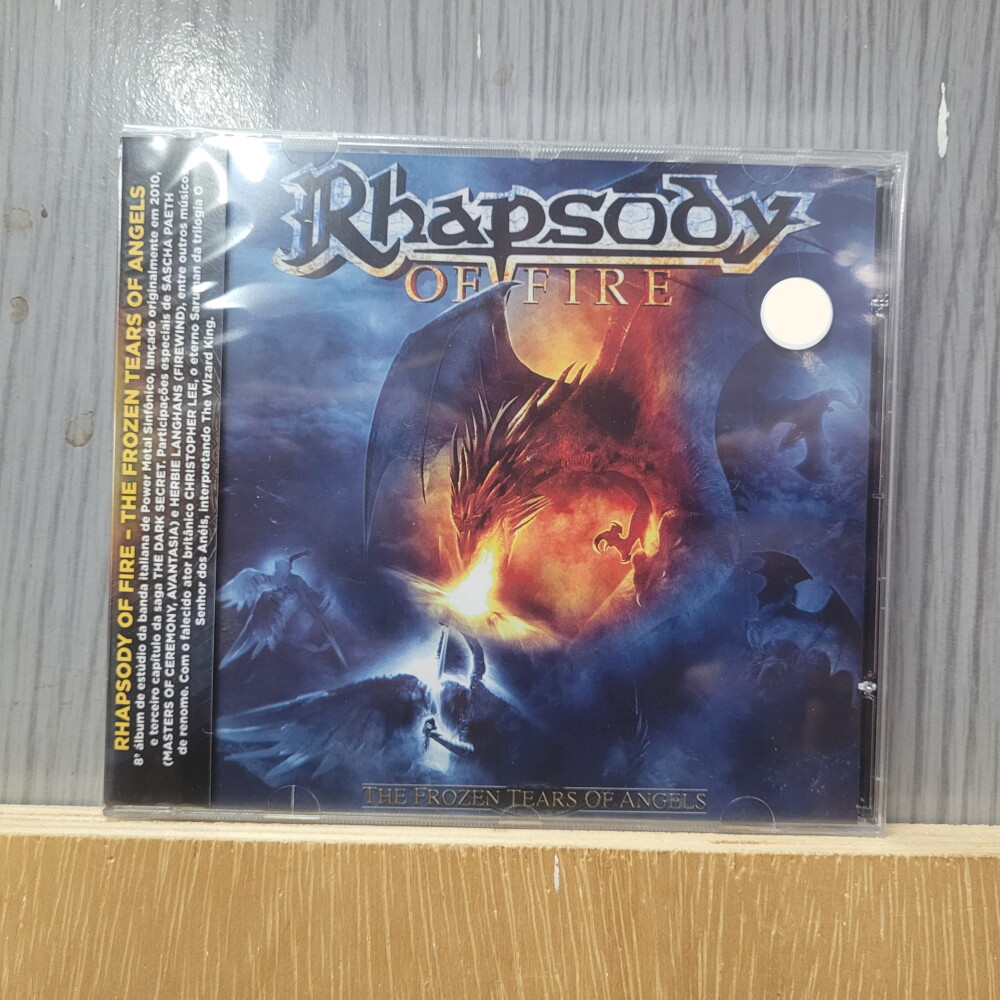 RHAPSODY OF FIRE - THE FROZEN TEARS OF ANGELS
8º álbum de estúdio da banda italiana de Power Metal Sinfônico, lançado originalmente em 2010,
e terceiro capítulo da saga THE DARK SECRET. Participações especiais de SASCHA PAETH
(MASTERS OF CEREMONY, AVANTASIA) e HERBIE LANGHANS (FIREWIND), entre outros músicos
de renome. Com o falecido ator britânico CHRISTOPHER LEE, o eterno Saruman da trilogia O
Senhor dos Anéis, Interpretando The Wizard King.
Rhapsody
OF FIRE
THE FROZEN TEARS OF ANGELS